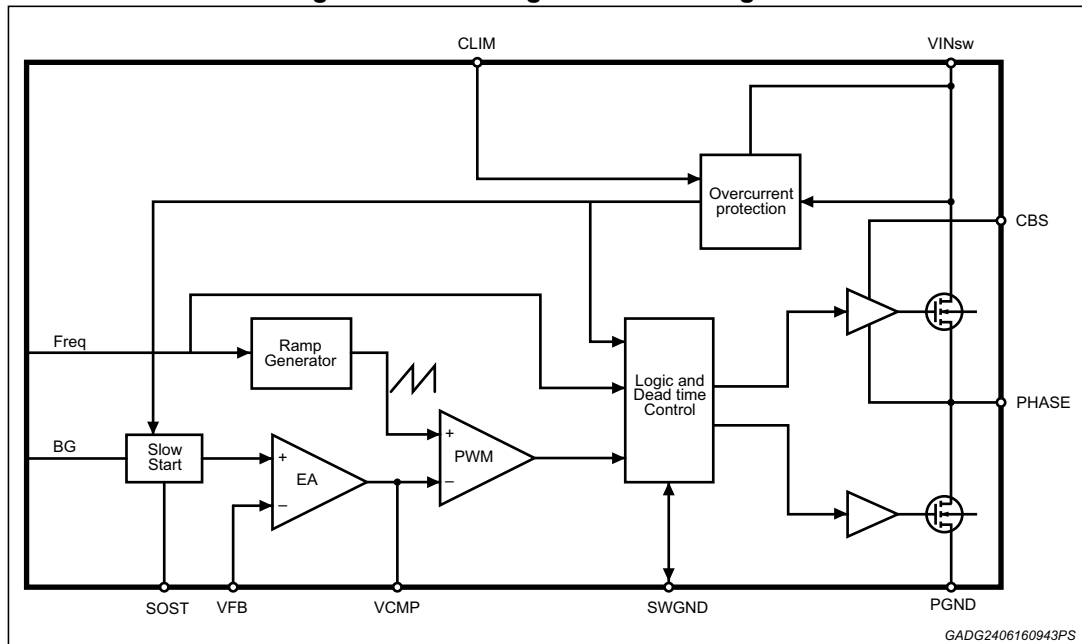 CLIM
VINsw
Overcurrent
protection
CBS
Freq
Ramp
Generator
Logic and
Dead time
Control
PHASE
BG
Slow
Start
+
EA
–
+
PWM
–
SOST
VFB
VCMP
SWGND
PGND
GADG2406160943PS